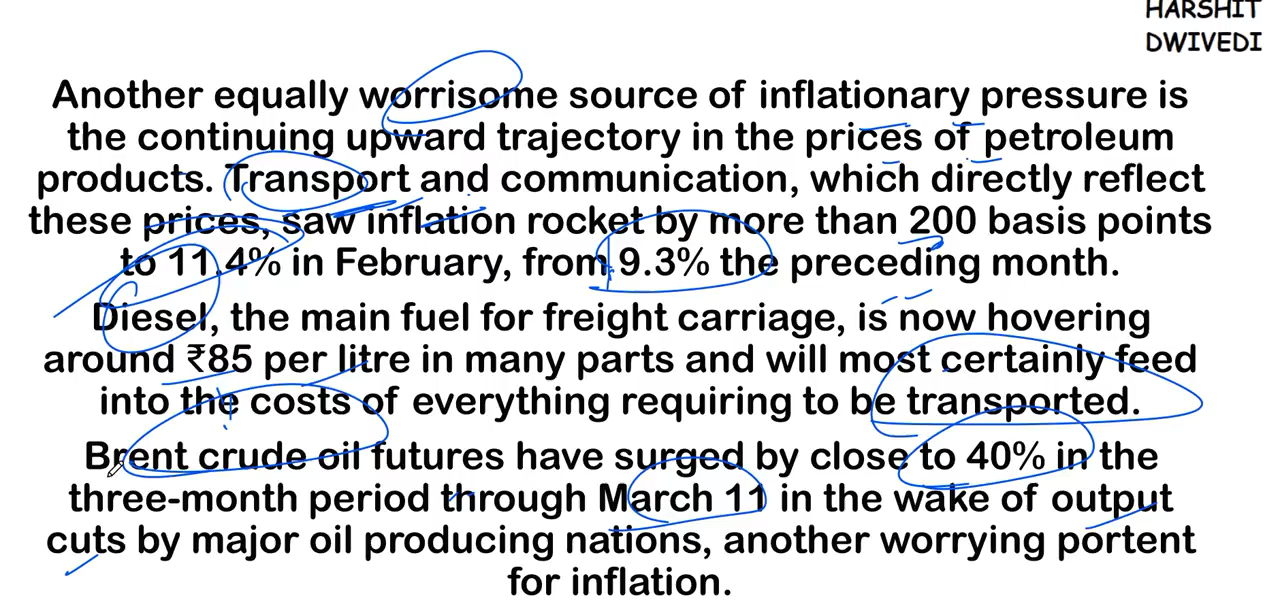 HARSHIT
DWIVEDI
Another equally worrisome source of inflationary pressure is
the continuing upward trajectory in the prices of petroleum
products. Transport and communication, which directly reflect
these prices, saw inflation rocket by more than 200 basis points
to 11.4% in February, from 9.3% the preceding month.
Diesel, the main fuel for freight carriage, is now hovering
around ₹85 per litre in many parts and will most certainly feed
into the costs of everything requiring to be transported.
Brent crude oil futures have surged by close to 40% in the
three-month period through March 11 in the wake of output
cuts by major oil producing nations, another worrying portent
for inflation.